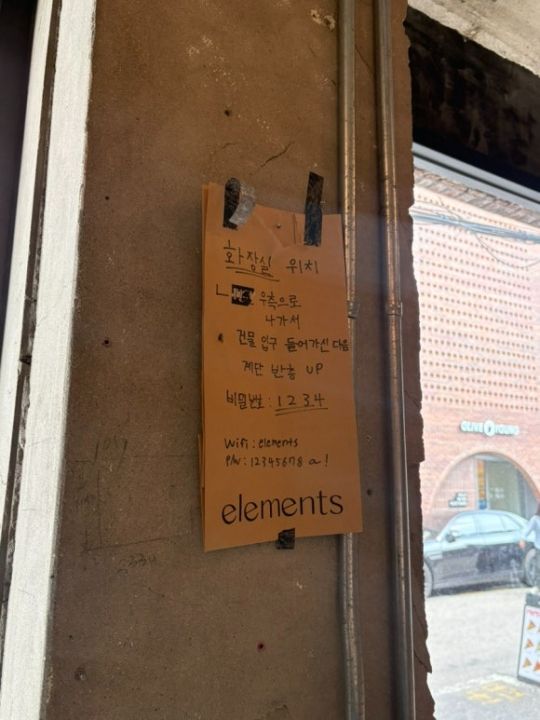 화장실 위치
ㄴ 우측으로
나가서
건물 입구 들어가신 다음
계단 반층 UP
비밀번호 : 1234
Wifi : elements
P/W : 12345678 a !
elements
OLIVE YOUNG